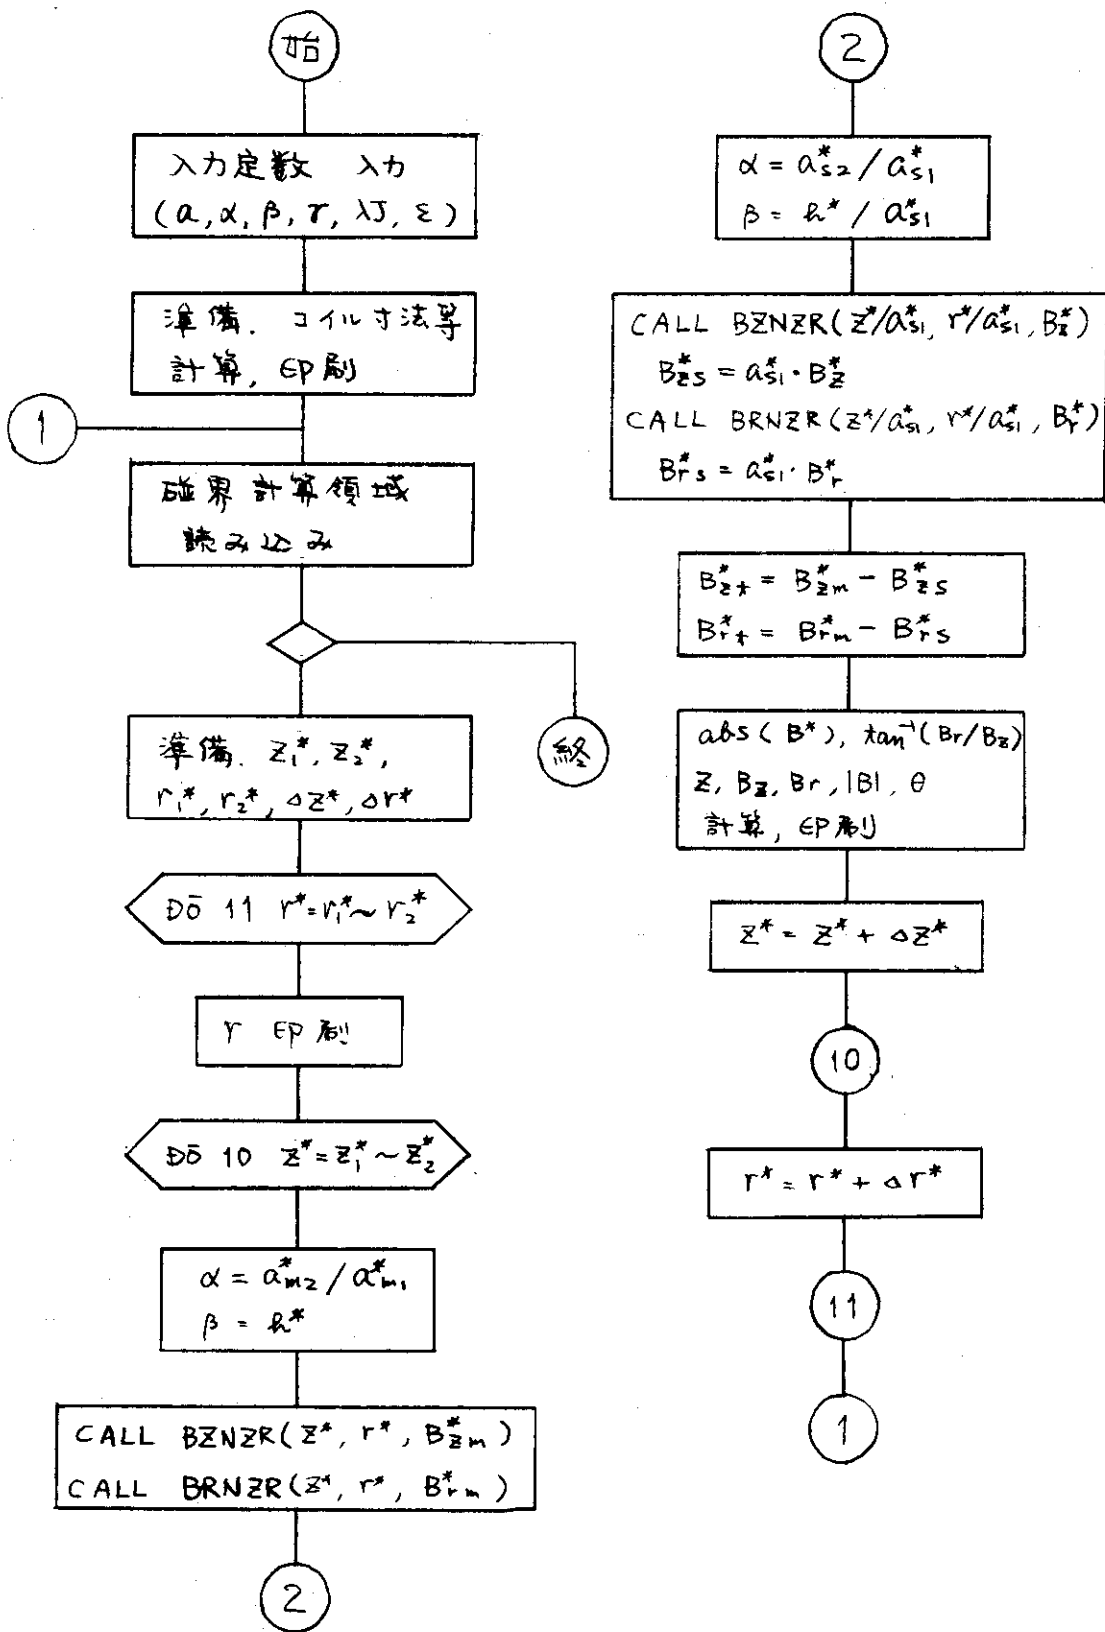 始
入力定数 入力
(a, α, β, γ, λJ, ε)
準備. コイル寸法等
計算, 印刷
1
磁界計算領域
読み込み
終
準備. Z₁*, Z₂*,
r₁*, r₂*, ΔZ*, Δr*
DO 11 r* = r₁* ~ r₂*
r 印刷
DO 10 Z* = Z₁* ~ Z₂*
α = a*m2 / a*m1
β = h*
CALL BZNZR(Z*, r*, B*zm)
CALL BRNZR(Z*, r*, B*rm)
2
2
α = a*s2 / a*s1
β = h* / a*s1
CALL BZNZR(Z*/a*s1, r*/a*s1, B*z)
B*zs = a*s1 · B*z
CALL BRNZR(Z*/a*s1, r*/a*s1, B*r)
B*rs = a*s1 · B*r
B*zt = B*zm − B*zs
B*rt = B*rm − B*rs
abs(B*), tan⁻¹(Br/Bz)
Z, Bz, Br, |B|, θ
計算, 印刷
Z* = Z* + ΔZ*
10
r* = r* + Δr*
11
1